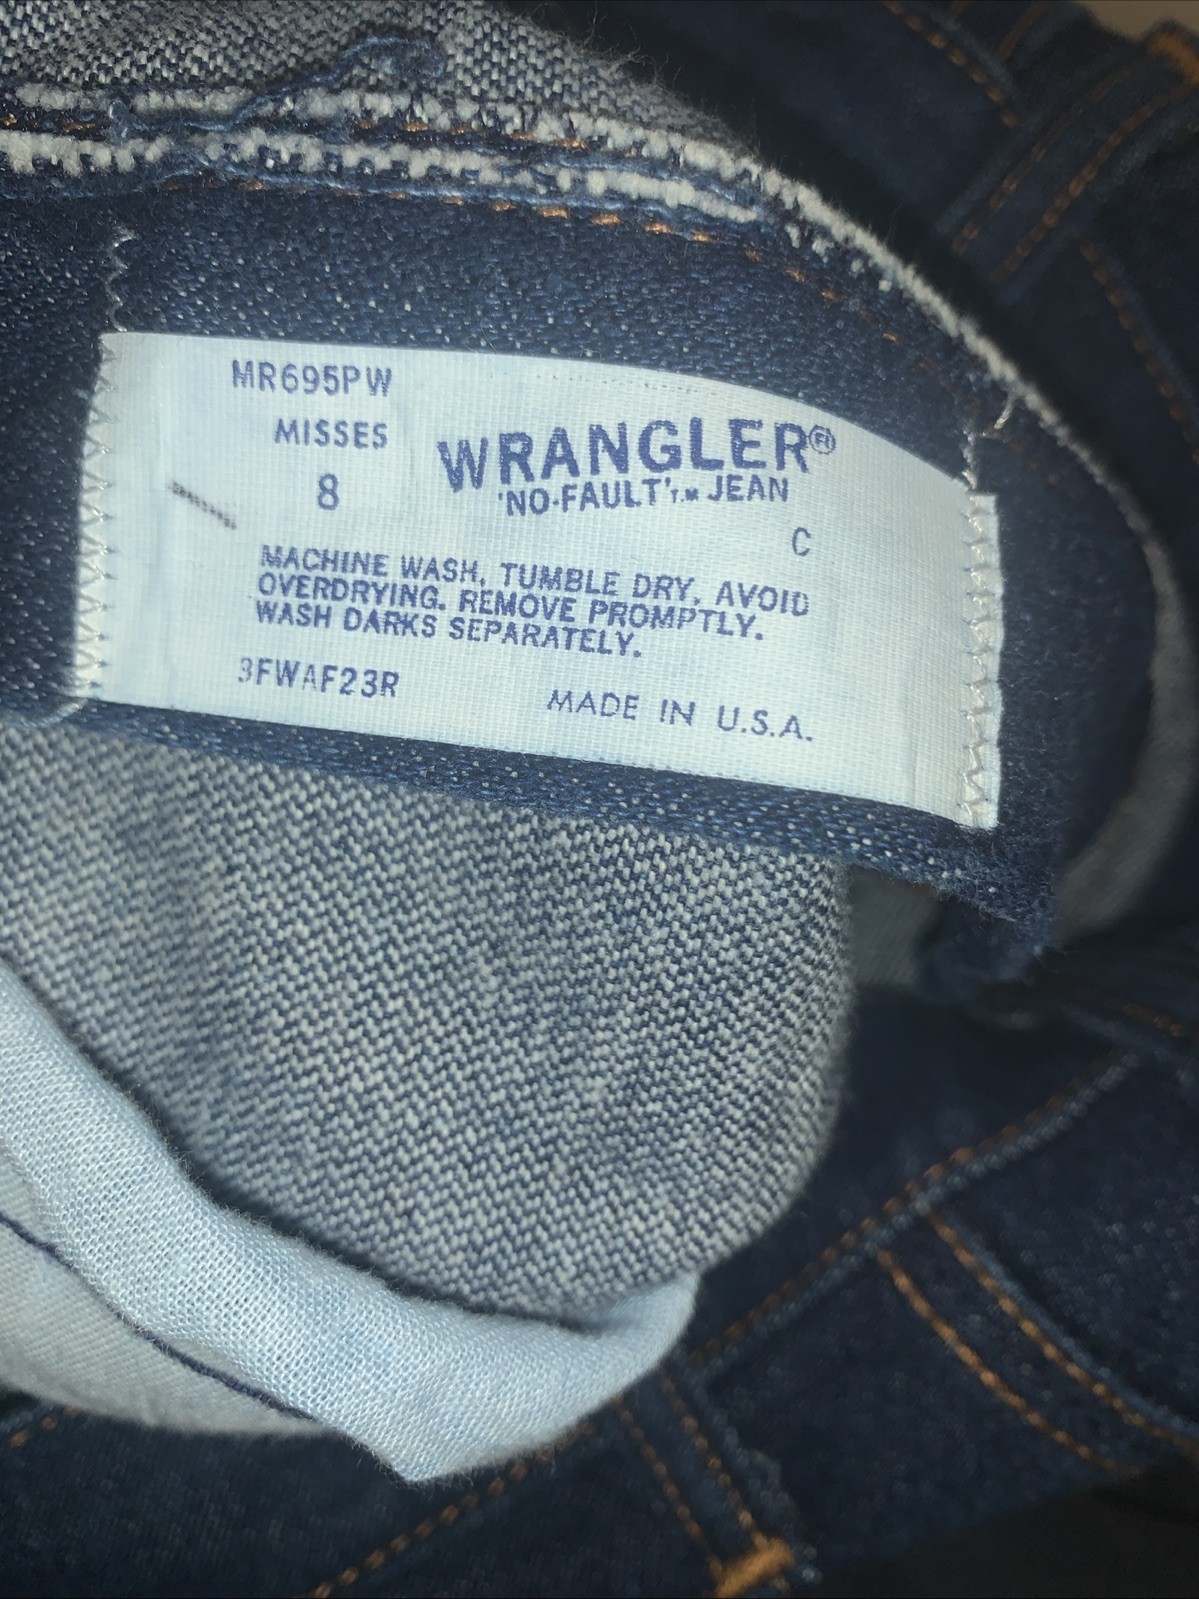 MR695PW
MISSES
8
WRANGLER®
'NO-FAULT'T.M. JEAN
C
MACHINE WASH, TUMBLE DRY, AVOID
OVERDRYING. REMOVE PROMPTLY.
WASH DARKS SEPARATELY.
3FWAF23R
MADE IN U.S.A.